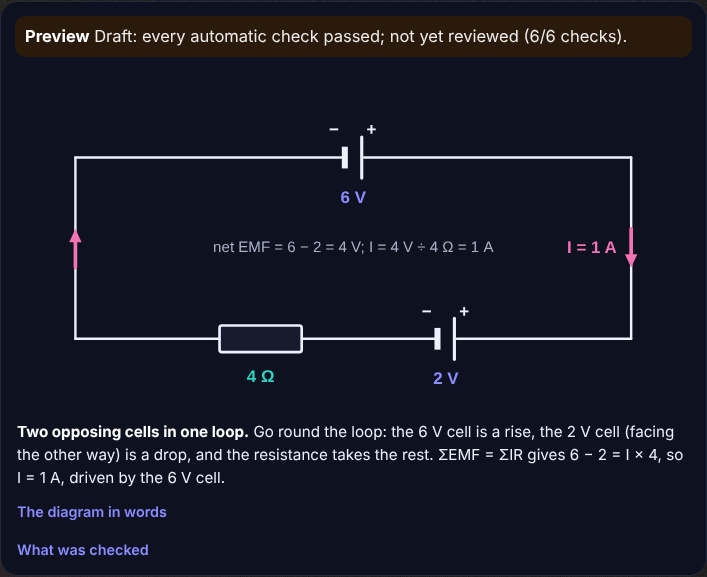 Preview Draft: every automatic check passed; not yet reviewed (6/6 checks).
− +
6 V
net EMF = 6 − 2 = 4 V; I = 4 V ÷ 4 Ω = 1 A
I = 1 A
− +
4 Ω
2 V
Two opposing cells in one loop. Go round the loop: the 6 V cell is a rise, the 2 V cell (facing
the other way) is a drop, and the resistance takes the rest. ΣEMF = ΣIR gives 6 − 2 = I × 4, so
I = 1 A, driven by the 6 V cell.
The diagram in words
What was checked